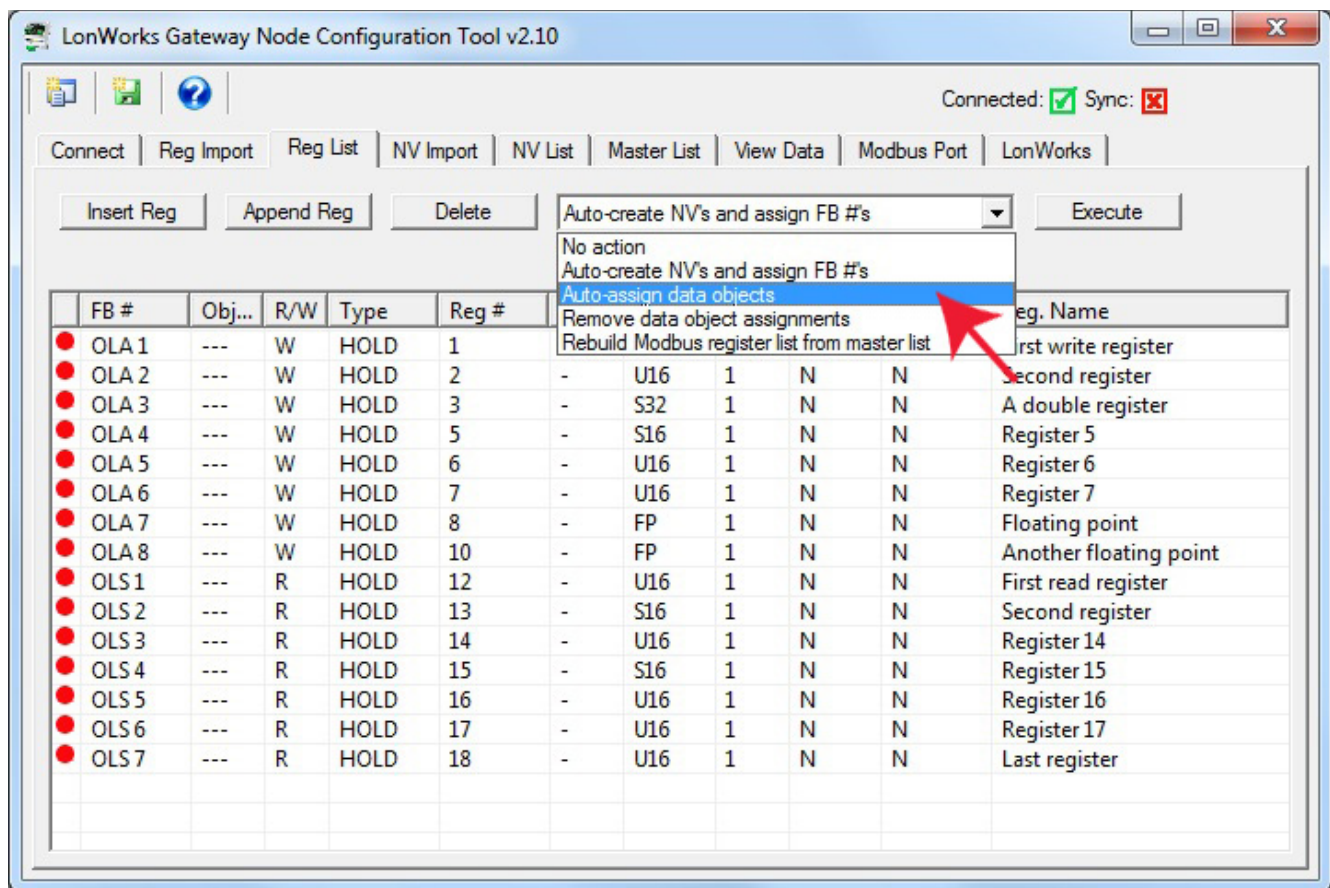 LonWorks Gateway Node Configuration Tool v2.10
Connected: Sync:
Connect Reg Import Reg List NV Import NV List Master List View Data Modbus Port LonWorks
Insert Reg Append Reg Delete Auto-create NV's and assign FB #'s Execute
No action
Auto-create NV's and assign FB #'s
Auto-assign data objects
Remove data object assignments
Rebuild Modbus register list from master list
FB # Obj... R/W Type Reg # eg. Name
OLA 1 --- W HOLD 1 irst write register
OLA 2 --- W HOLD 2 - U16 1 N N Second register
OLA 3 --- W HOLD 3 - S32 1 N N A double register
OLA 4 --- W HOLD 5 - S16 1 N N Register 5
OLA 5 --- W HOLD 6 - U16 1 N N Register 6
OLA 6 --- W HOLD 7 - U16 1 N N Register 7
OLA 7 --- W HOLD 8 - FP 1 N N Floating point
OLA 8 --- W HOLD 10 - FP 1 N N Another floating point
OLS 1 --- R HOLD 12 - U16 1 N N First read register
OLS 2 --- R HOLD 13 - S16 1 N N Second register
OLS 3 --- R HOLD 14 - U16 1 N N Register 14
OLS 4 --- R HOLD 15 - S16 1 N N Register 15
OLS 5 --- R HOLD 16 - U16 1 N N Register 16
OLS 6 --- R HOLD 17 - U16 1 N N Register 17
OLS 7 --- R HOLD 18 - U16 1 N N Last register